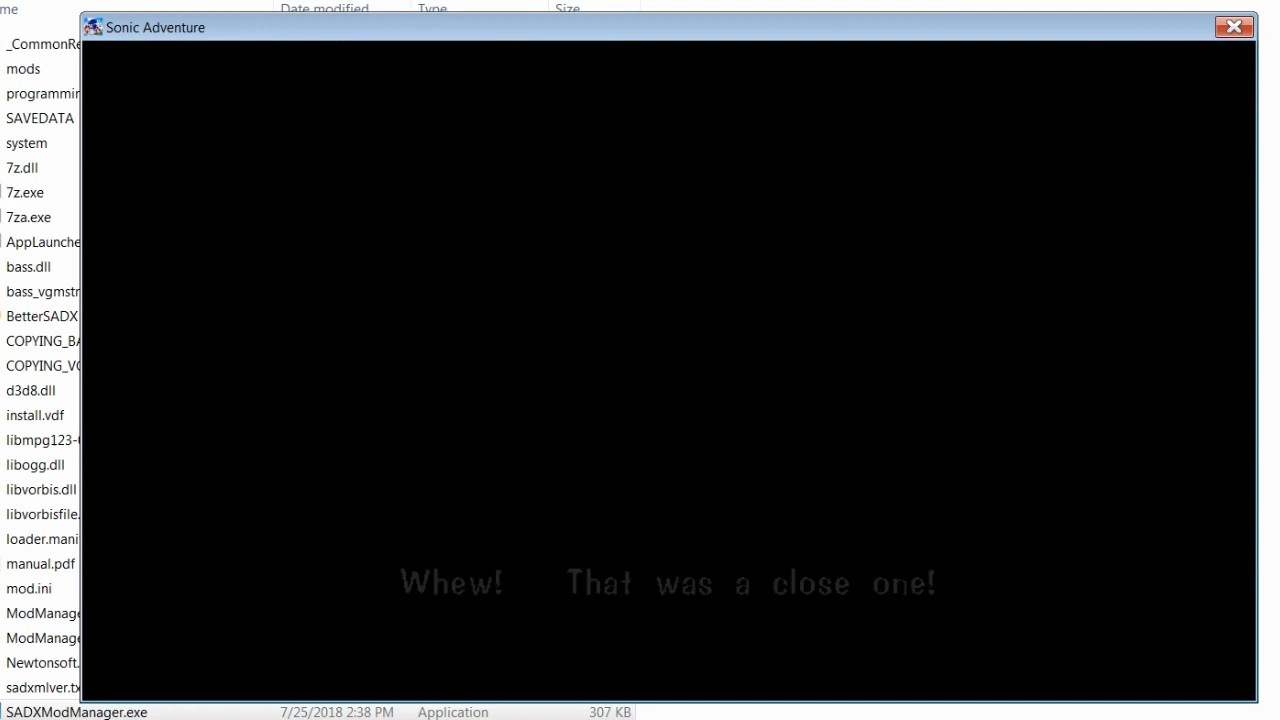 me Date modified Type Size
Sonic Adventure
_CommonRe
mods
programmin
SAVEDATA
system
7z.dll
7z.exe
7za.exe
AppLaunche
bass.dll
bass_vgmstr
BetterSADX
COPYING_BA
COPYING_VG
d3d8.dll
install.vdf
libmpg123-
libogg.dll
libvorbis.dll
libvorbisfile.
loader.mani
manual.pdf
mod.ini
ModManage
ModManage
Newtonsoft.
sadxmlver.tx
Whew! That was a close one!
SADXModManager.exe 7/25/2018 2:38 PM Application 307 KB